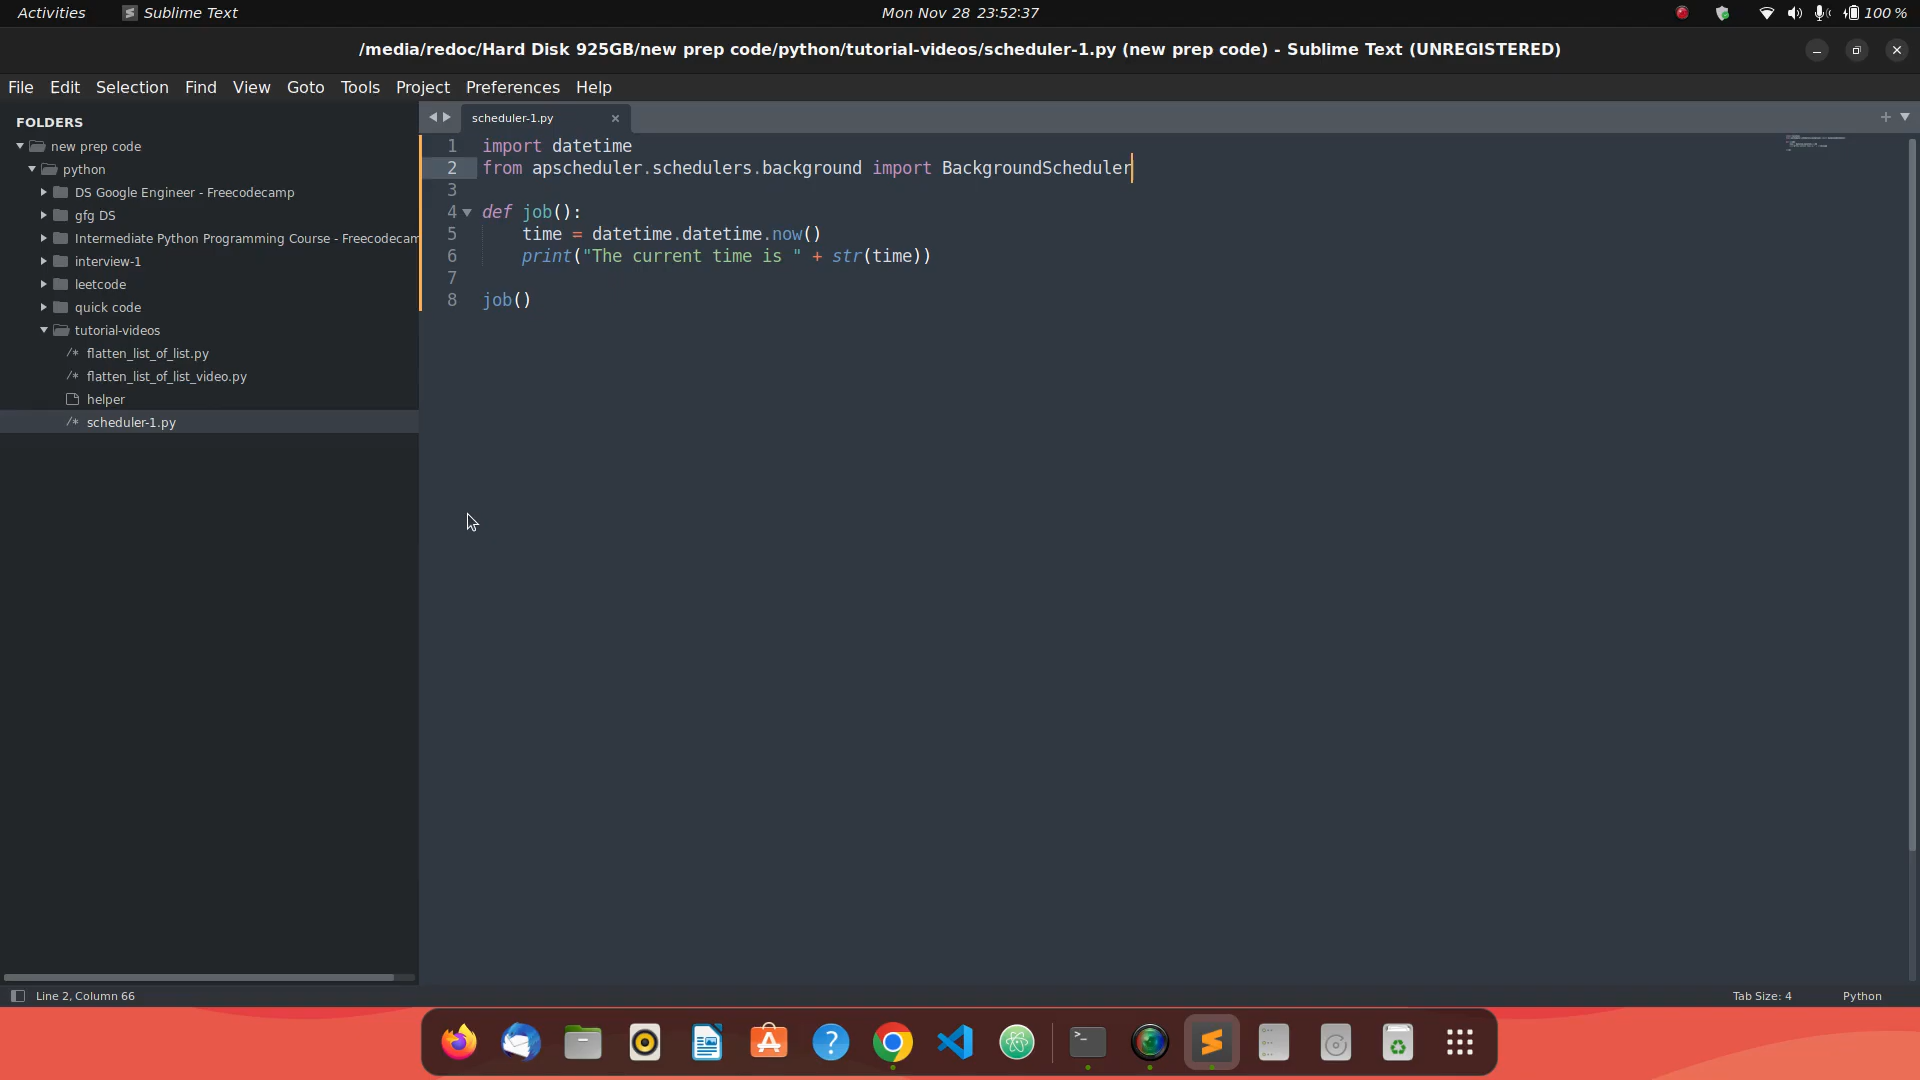 Activities
Sublime Text
Mon Nov 28 23:52:37
100 %
/media/redoc/Hard Disk 925GB/new prep code/python/tutorial-videos/scheduler-1.py (new prep code) - Sublime Text (UNREGISTERED)
File Edit Selection Find View Goto Tools Project Preferences Help
FOLDERS
new prep code
python
DS Google Engineer - Freecodecamp
gfg DS
Intermediate Python Programming Course - Freecodecam
interview-1
leetcode
quick code
tutorial-videos
/* flatten_list_of_list.py
/* flatten_list_of_list_video.py
helper
/* scheduler-1.py
scheduler-1.py
1 import datetime
2 from apscheduler.schedulers.background import BackgroundScheduler
3
4 def job():
5 time = datetime.datetime.now()
6 print("The current time is " + str(time))
7
8 job()
Line 2, Column 66
Tab Size: 4
Python